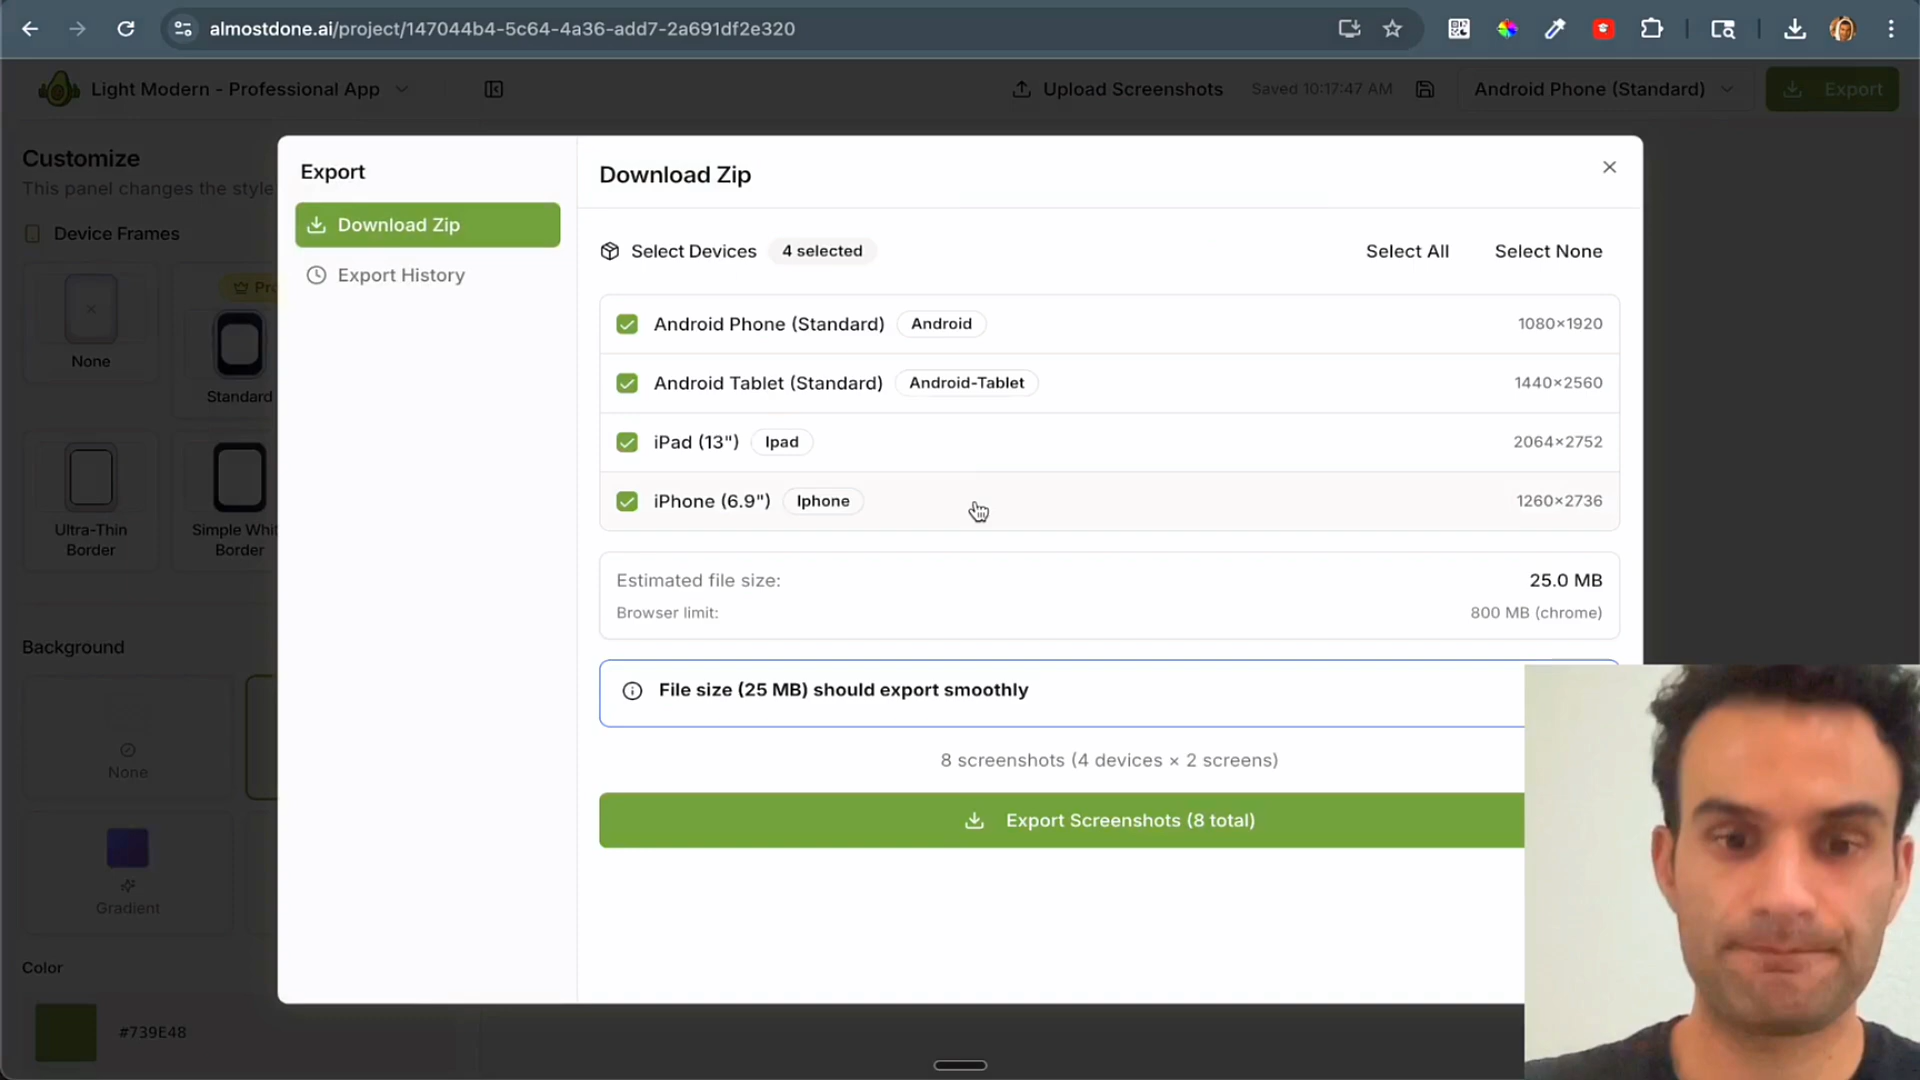 almostdone.ai/project/147044b4-5c64-4a36-add7-2a691df2e320
Light Modern - Professional App
Upload Screenshots
Saved 10:17:47 AM
Android Phone (Standard)
Export
Customize
This panel changes the style
Device Frames
None
Standard
Ultra-Thin
Border
Border
Background
None
Gradient
Color
#739E48
Export
Download Zip
Export History
Download Zip
Select Devices
4 selected
Select All
Select None
Android Phone (Standard)
Android
1080×1920
Android Tablet (Standard)
Android-Tablet
1440×2560
iPad (13")
Ipad
2064×2752
iPhone (6.9")
Iphone
1260×2736
Estimated file size:
25.0 MB
Browser limit:
800 MB (chrome)
File size (25 MB) should export smoothly
8 screenshots (4 devices × 2 screens)
Export Screenshots (8 total)